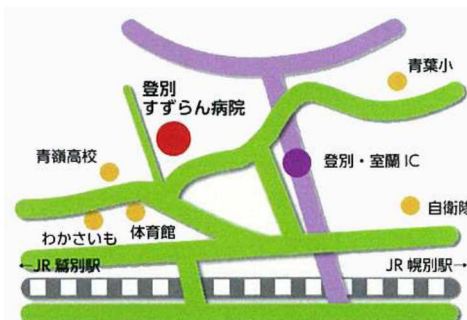 青葉小
登別
すずらん病院
青嶺高校
登別・室蘭 IC
わかさいも
体育館
自衛隊
←JR 鷲別駅
JR 幌別駅→